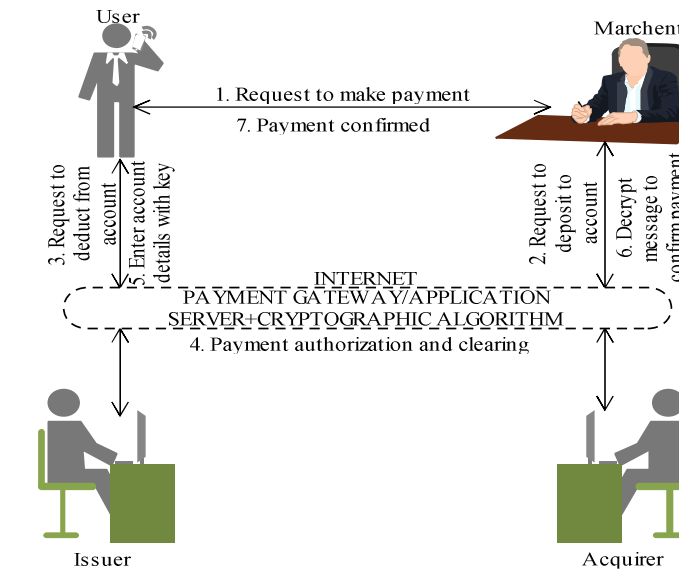 User
Marchent
1. Request to make payment
7. Payment confirmed
3. Request to
deduct from
account
5. Enter account
details with key
2. Request to
deposit to
account
6. Decrypt
message to
confirm payment
INTERNET
PAYMENT GATEWAY/APPLICATION
SERVER+CRYPTOGRAPHIC ALGORITHM
4. Payment authorization and clearing
Issuer
Acquirer